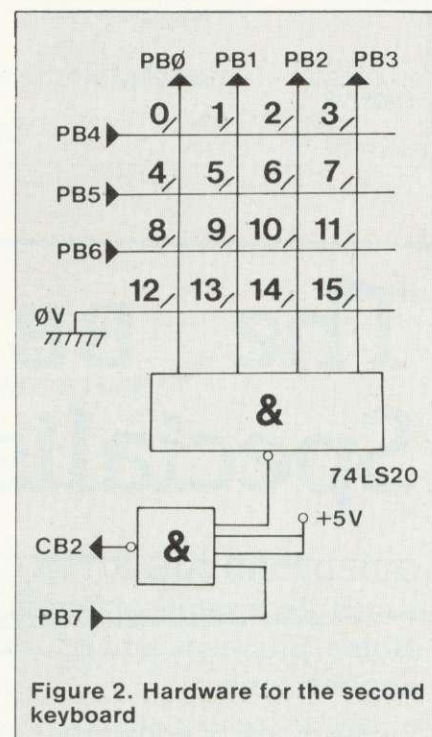 PBØ PB1 PB2 PB3
0 1 2 3
PB4
4 5 6 7
PB5
8 9 10 11
PB6
12 13 14 15
ØV
&
74LS20
+5V
CB2
&
PB7
Figure 2. Hardware for the second
keyboard